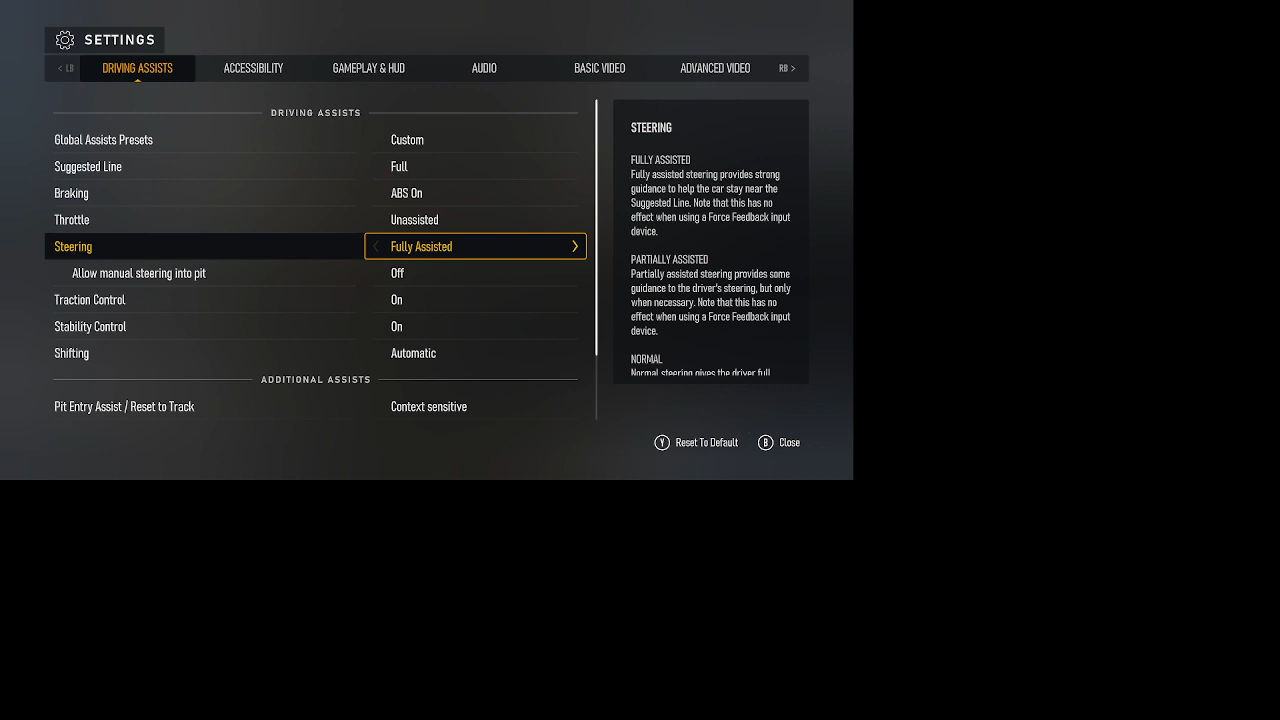 SETTINGS
< LB DRIVING ASSISTS ACCESSIBILITY GAMEPLAY & HUD AUDIO BASIC VIDEO ADVANCED VIDEO RB >
DRIVING ASSISTS
Global Assists Presets Custom
Suggested Line Full
Braking ABS On
Throttle Unassisted
Steering < Fully Assisted >
Allow manual steering into pit Off
Traction Control On
Stability Control On
Shifting Automatic
ADDITIONAL ASSISTS
Pit Entry Assist / Reset to Track Context sensitive
STEERING
FULLY ASSISTED
Fully assisted steering provides strong
guidance to help the car stay near the
Suggested Line. Note that this has no
effect when using a Force Feedback input
device.
PARTIALLY ASSISTED
Partially assisted steering provides some
guidance to the driver's steering, but only
when necessary. Note that this has no
effect when using a Force Feedback input
device.
NORMAL
Normal steering gives the driver full
Y Reset To Default B Close